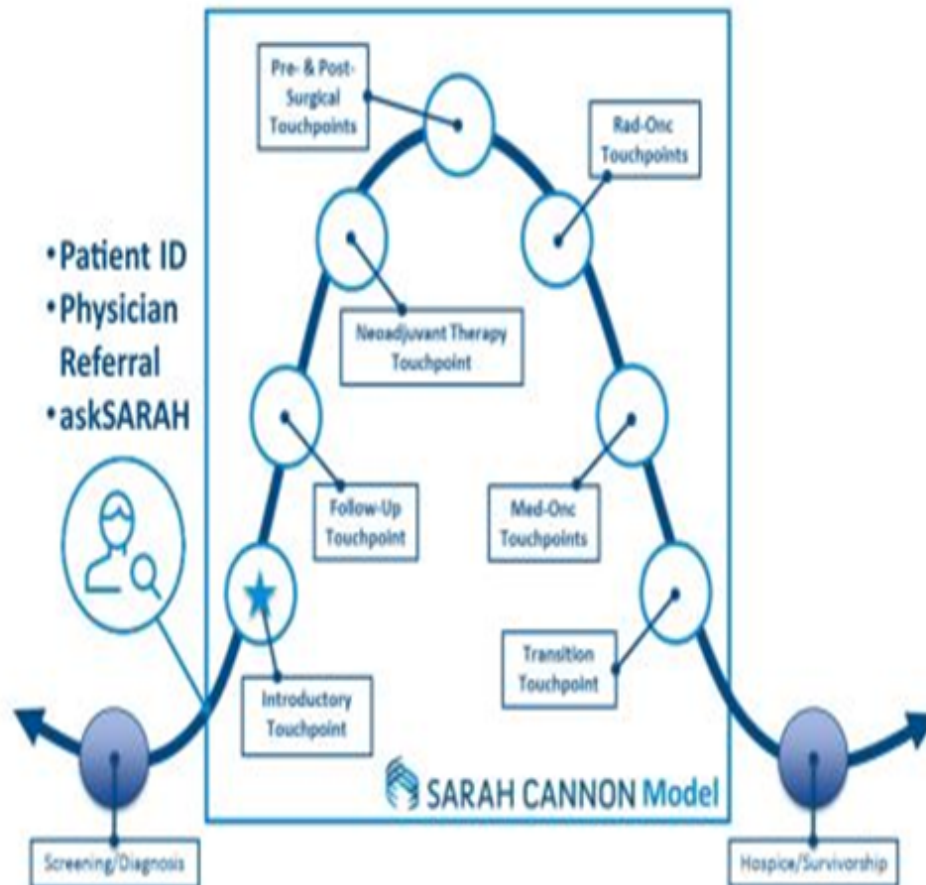 Pre- & Post-
Surgical
Touchpoints
Rad-Onc
Touchpoints
•Patient ID
•Physician
Referral
•askSARAH
Neoadjuvant Therapy
Touchpoint
Follow-Up
Touchpoint
Med-Onc
Touchpoints
Introductory
Touchpoint
Transition
Touchpoint
SARAH CANNON Model
Screening/Diagnosis
Hospice/Survivorship